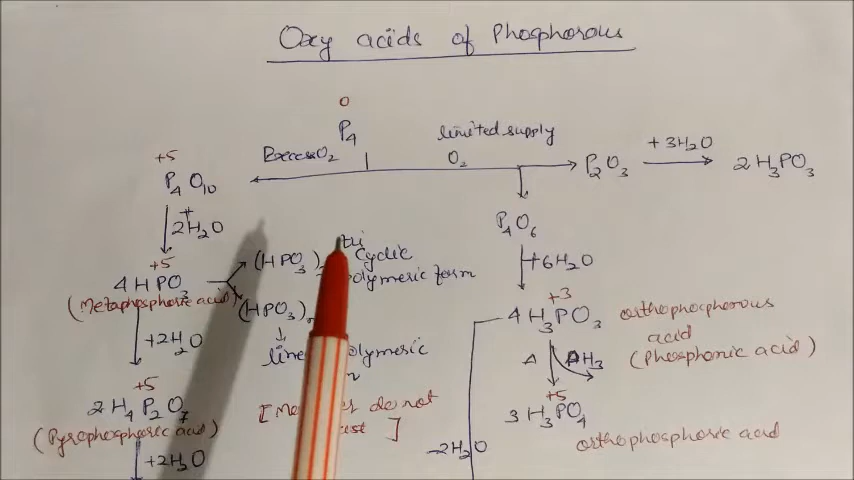 Oxy acids of Phosphorous
0
P4
Excess O2
limited supply
O2
P2O3
+3H2O
2H3PO3
+5
P4O10
+
2H2O
P4O6
+6H2O
+5
4HPO3
(Metaphosphoric acid)
(HPO3)
tri
Cyclic
polymeric form
(HPO3)n
polymeric
+2H2O
+5
2H4P2O7
(Pyrophosphoric acid)
+2H2O
do not
]
+3
4H3PO3
orthophosphorous
acid
(Phosphonic acid)
Δ
PH3
+5
3H3PO4
orthophosphoric acid
-2H2O